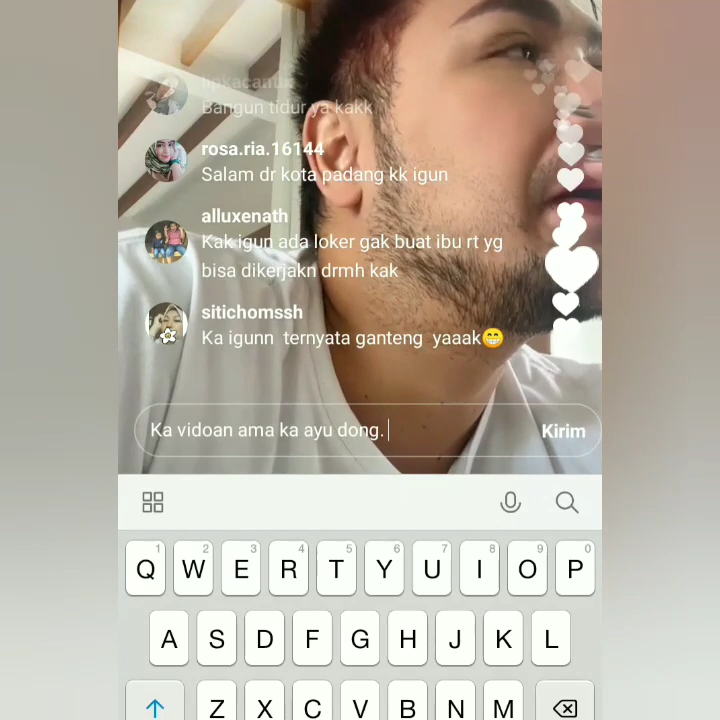 Bangun tidur ya kakk
rosa.ria.16144
Salam dr kota padang kk igun
alluxenath
Kak igun ada loker gak buat ibu rt yg
bisa dikerjakn drmh kak
sitichomssh
Ka igunn ternyata ganteng yaaak😁
Ka vidoan ama ka ayu dong.
Kirim
1 2 3 4 5 6 7 8 9 0
Q W E R T Y U I O P
A S D F G H J K L
Z X C V B N M